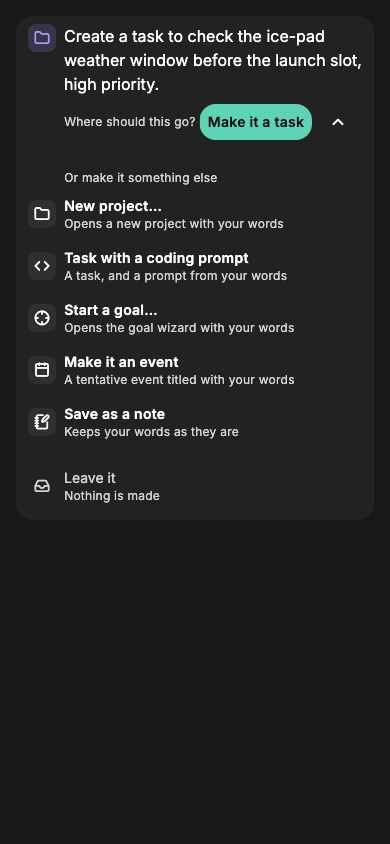 Create a task to check the ice-pad
weather window before the launch slot,
high priority.
Where should this go? Make it a task
Or make it something else
New project...
Opens a new project with your words
Task with a coding prompt
A task, and a prompt from your words
Start a goal...
Opens the goal wizard with your words
Make it an event
A tentative event titled with your words
Save as a note
Keeps your words as they are
Leave it
Nothing is made